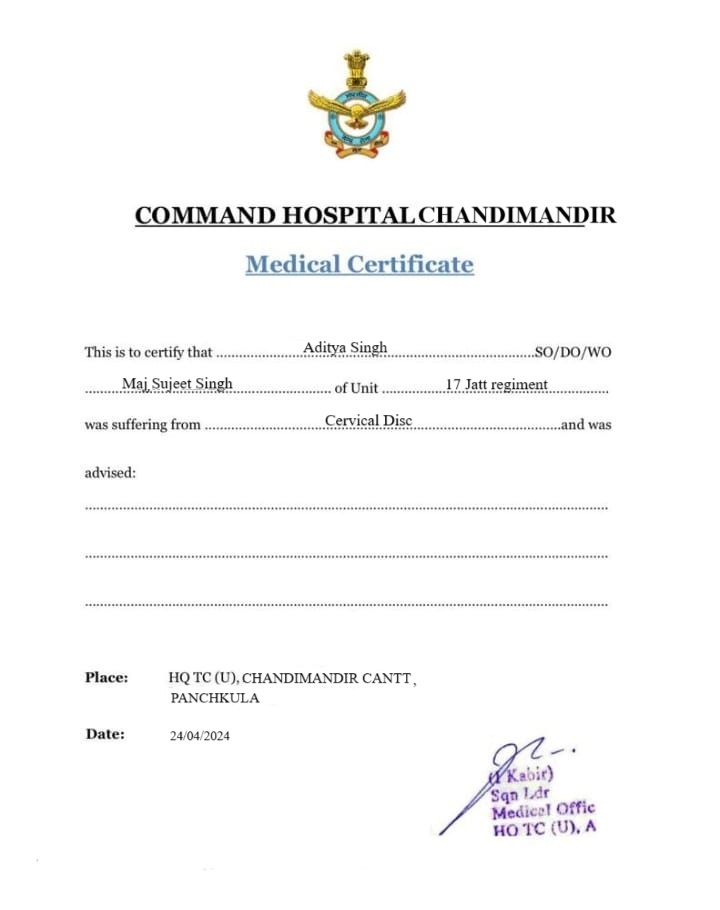 COMMAND HOSPITAL CHANDIMANDIR
Medical Certificate
This is to certify that ........................Aditya Singh........................................SO/DO/WO
..........Maj Sujeet Singh.......................... of Unit .................17 Jatt regiment................
was suffering from ................................Cervical Disc........................................and was
advised:
Place: HQ TC (U), CHANDIMANDIR CANTT ,
PANCHKULA
Date: 24/04/2024
Kabir)
Sqn Ldr
Medical Offic
HQ TC (U), A